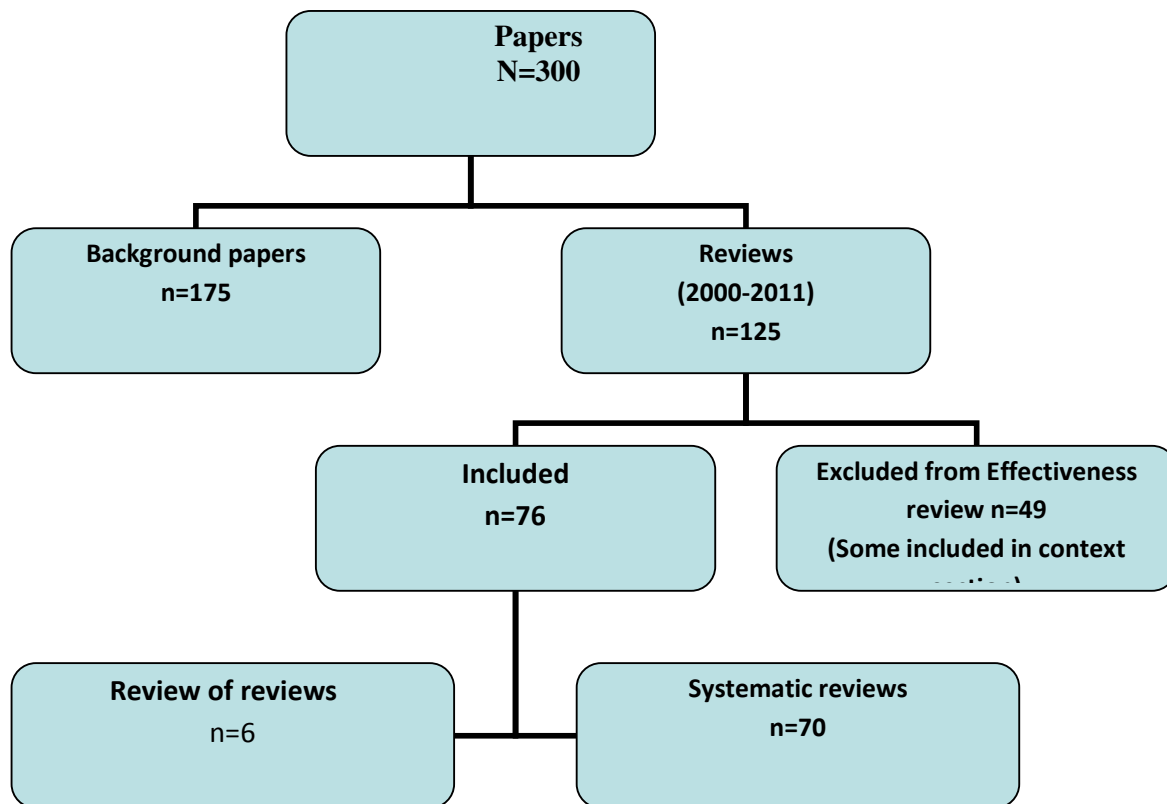 Papers
N=300
Background papers
n=175
Reviews
(2000-2011)
n=125
Included
n=76
Excluded from Effectiveness
review n=49
(Some included in context
Review of reviews
n=6
Systematic reviews
n=70